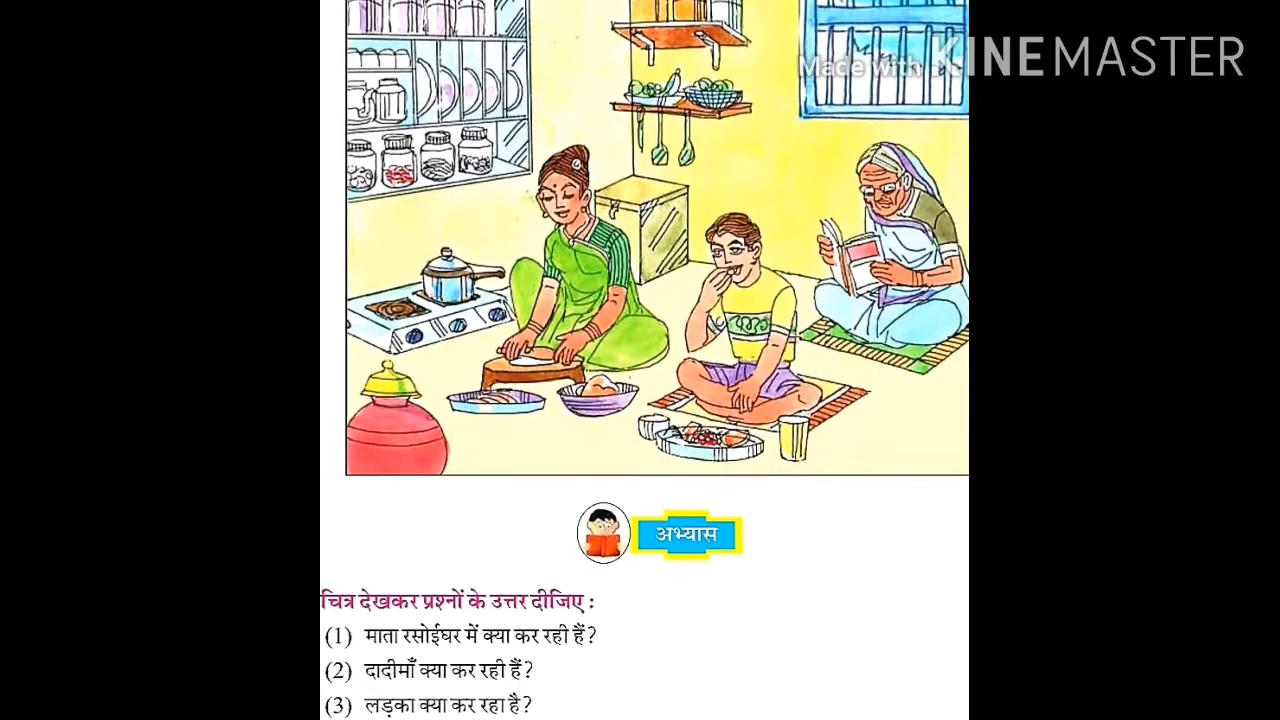 Made with KINEMASTER
अभ्यास
चित्र देखकर प्रश्नों के उत्तर दीजिए :
(1) माता रसोईघर में क्या कर रही हैं?
(2) दादीमाँ क्या कर रही हैं?
(3) लड़का क्या कर रहा है?